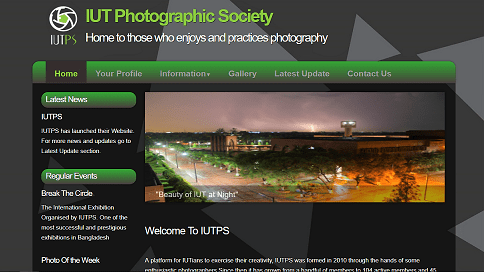 IUT Photographic Society
IUTPS
Home to those who enjoys and practices photography
Home Your Profile Information Gallery Latest Update Contact Us
Latest News
IUTPS
IUTPS has launched their Website.
For more news and updates go to
Latest Update section.
Regular Events
Break The Circle
The International Exhibition
Organised by IUTPS. One of the
most successful and prestigious
exhibitions in Bangladesh
Photo Of the Week
"Beauty of IUT at Night"
Welcome To IUTPS
A platform for IUTians to exercise their creativity, IUTPS was formed in 2010 through the hands of some
enthusiastic photographers Since then it has grown from a handful of members to 104 active members and 45